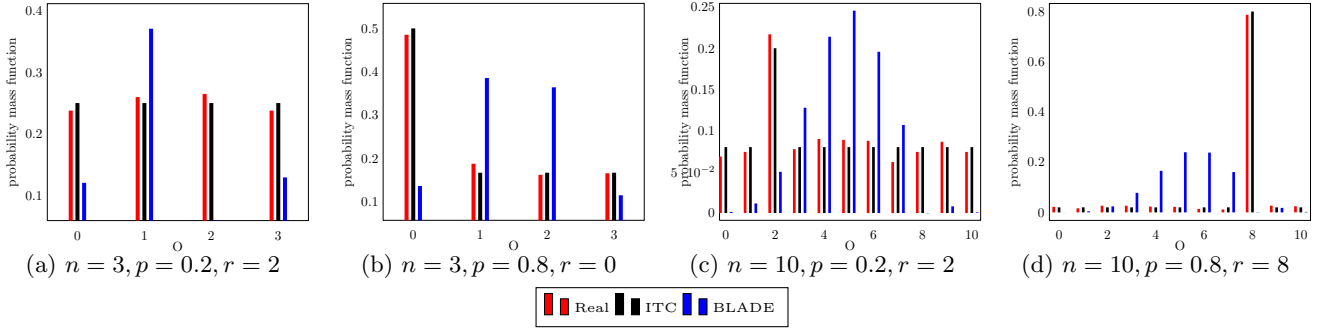 probability mass function
0.4
0.3
0.2
0.1
0 1 2 3
O
(a) n = 3, p = 0.2, r = 2
probability mass function
0.5
0.4
0.3
0.2
0.1
0 1 2 3
O
(b) n = 3, p = 0.8, r = 0
probability mass function
0.25
0.2
0.15
0.1
5 · 10⁻²
0
0 2 4 6 8 10
O
(c) n = 10, p = 0.2, r = 2
probability mass function
0.8
0.6
0.4
0.2
0
0 2 4 6 8 10
O
(d) n = 10, p = 0.8, r = 8
Real ITC BLADE